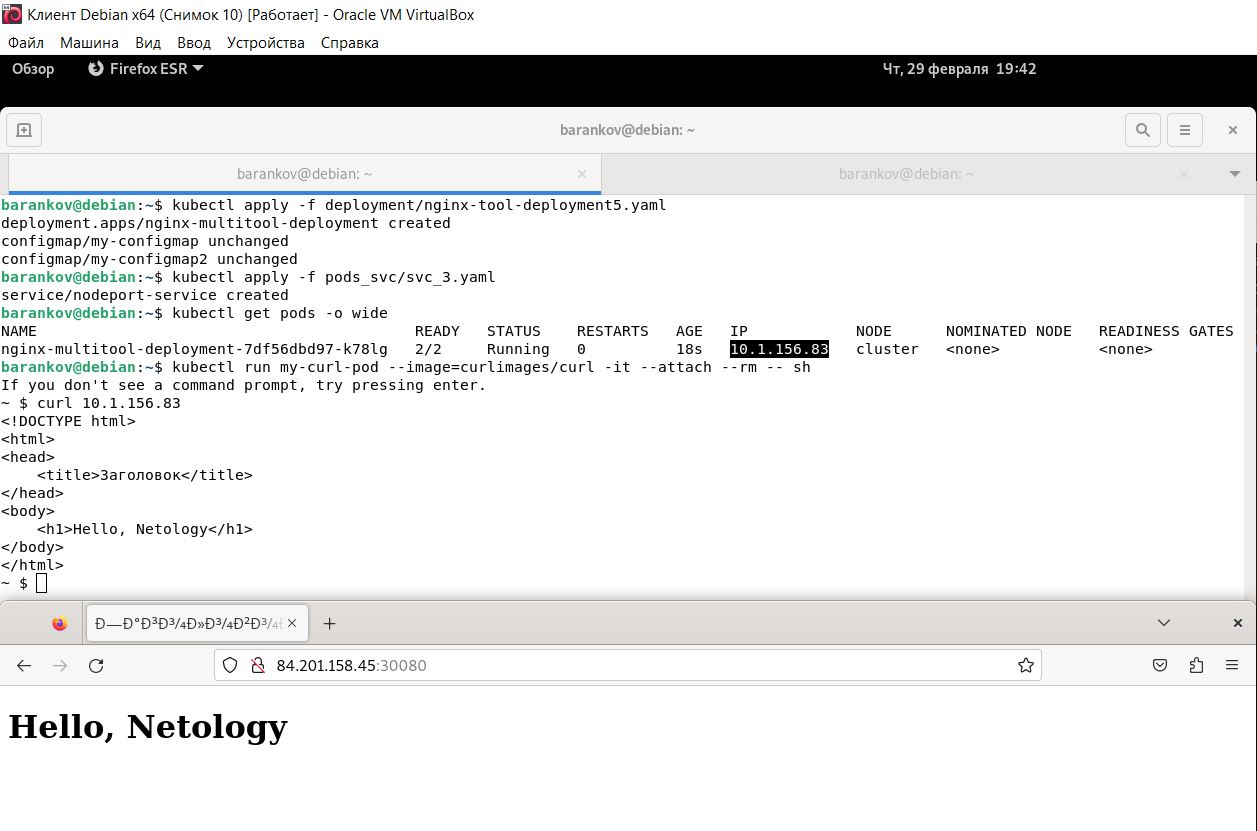 Клиент Debian x64 (Снимок 10) [Работает] - Oracle VM VirtualBox
Файл Машина Вид Ввод Устройства Справка
Обзор Firefox ESR Чт, 29 февраля 19:42
barankov@debian: ~
barankov@debian: ~ barankov@debian: ~
barankov@debian:~$ kubectl apply -f deployment/nginx-tool-deployment5.yaml
deployment.apps/nginx-multitool-deployment created
configmap/my-configmap unchanged
configmap/my-configmap2 unchanged
barankov@debian:~$ kubectl apply -f pods_svc/svc_3.yaml
service/nodeport-service created
barankov@debian:~$ kubectl get pods -o wide
NAME READY STATUS RESTARTS AGE IP NODE NOMINATED NODE READINESS GATES
nginx-multitool-deployment-7df56dbd97-k78lg 2/2 Running 0 18s 10.1.156.83 cluster <none> <none>
barankov@debian:~$ kubectl run my-curl-pod --image=curlimages/curl -it --attach --rm -- sh
If you don't see a command prompt, try pressing enter.
~ $ curl 10.1.156.83
<!DOCTYPE html>
<html>
<head>
    <title>Заголовок</title>
</head>
<body>
    <h1>Hello, Netology</h1>
</body>
</html>
~ $
Ð—Ð°Ð³Ð¾Ð»Ð¾Ð²Ð¾
84.201.158.45:30080
Hello, Netology